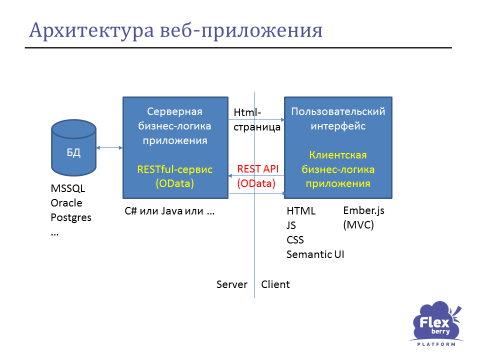 Архитектура веб-приложения
БД
MSSQL
Oracle
Postgres
...
Серверная
бизнес-логика
приложения
RESTful-сервис
(OData)
C# или Java или ...
Html-
страница
REST API
(OData)
Пользовательский
интерфейс
Клиентская
бизнес-логика
приложения
HTML
JS
CSS
Semantic UI
Ember.js
(MVC)
Server
Client
Flex
berry
PLATFORM